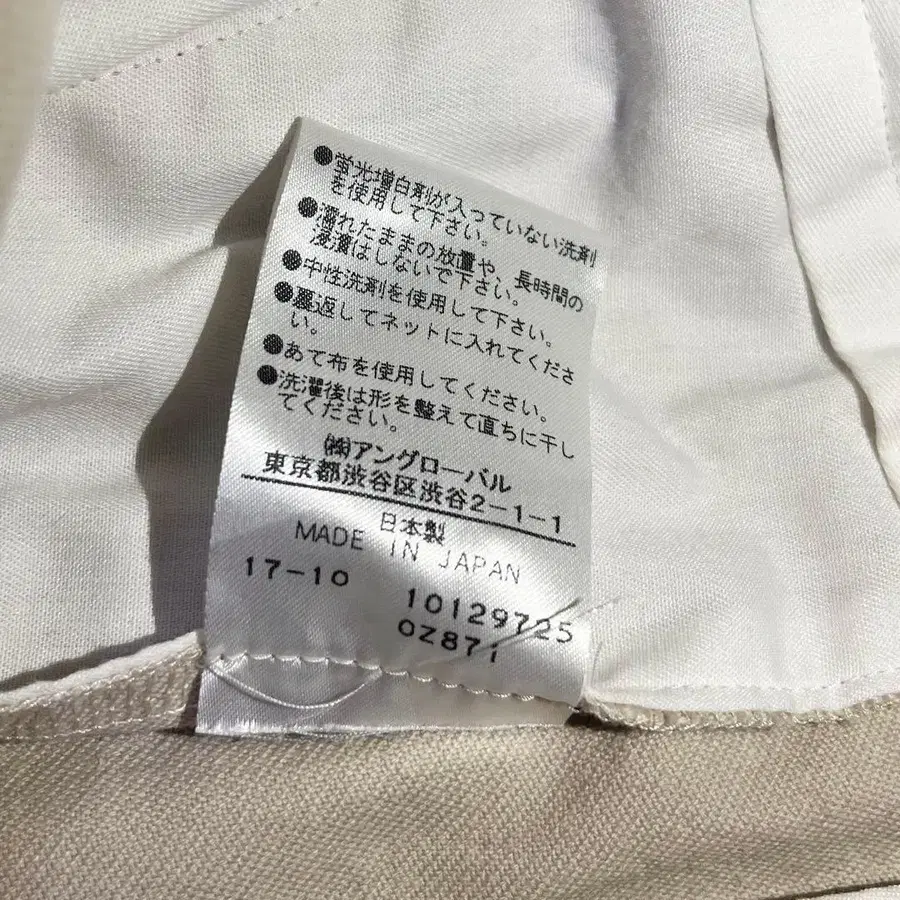 ●蛍光増白剤が入っていない洗剤
を使用して下さい。
●濡れたままの放置や、長時間の
浸漬はしないで下さい。
●中性洗剤を使用して下さい。
●裏返してネットに入れてくださ
い。
●あて布を使用してください。
●洗濯後は形を整えて直ちに干し
てください。
㈱アングローバル
東京都渋谷区渋谷2-1-1
日本製
MADE IN JAPAN
17-10
10129725
OZ871